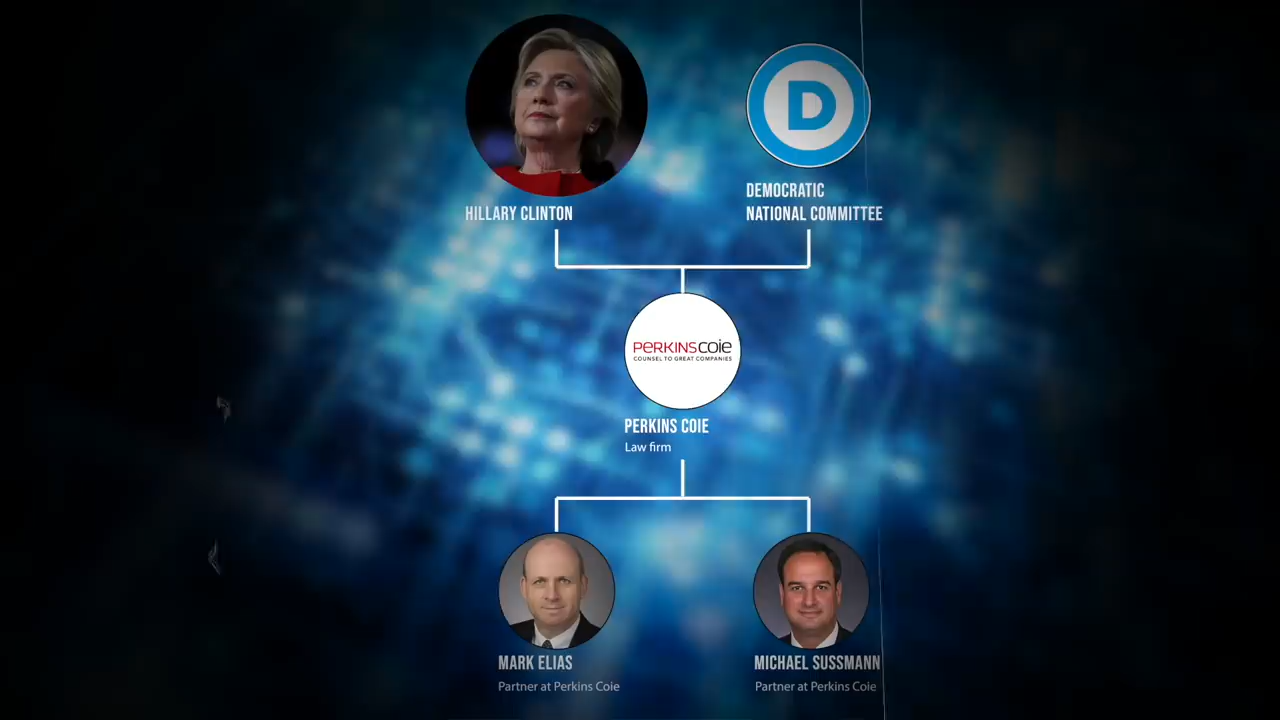 HILLARY CLINTON
D
DEMOCRATIC
NATIONAL COMMITTEE
PERKINSCOIE
COUNSEL TO GREAT COMPANIES
PERKINS COIE
Law firm
MARK ELIAS
Partner at Perkins Coie
MICHAEL SUSSMANN
Partner at Perkins Coie